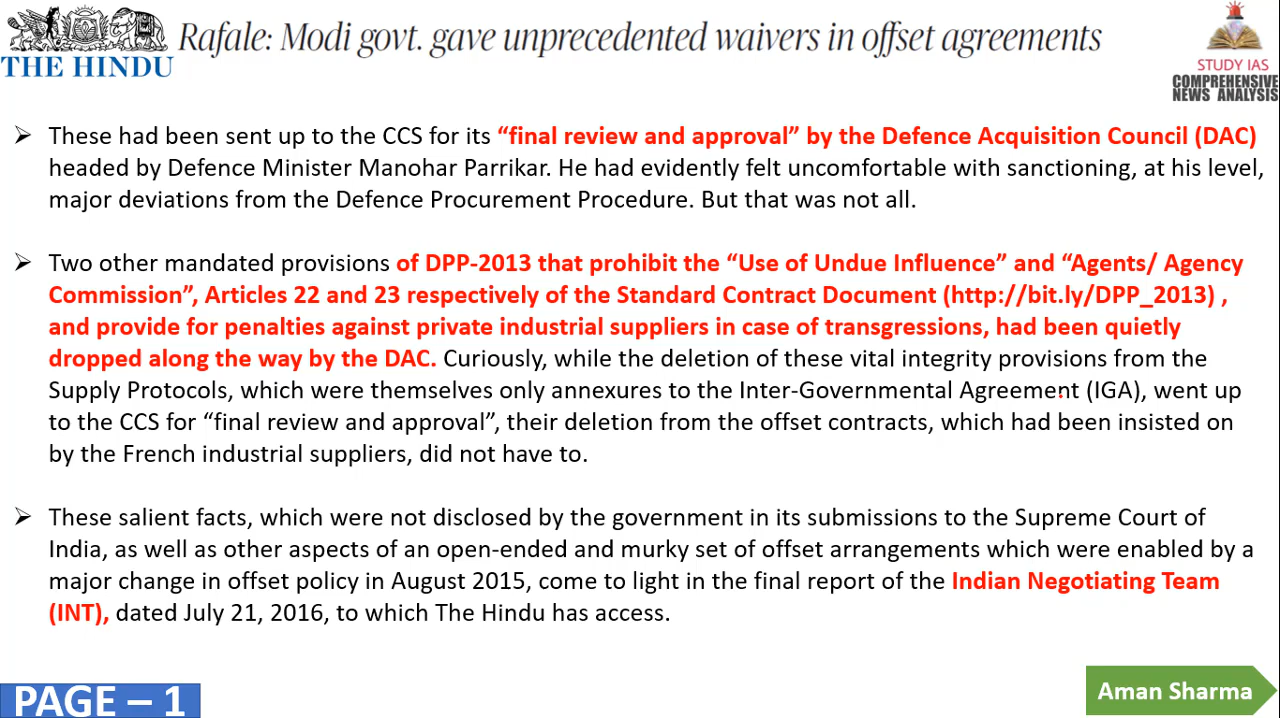 THE HINDU
Rafale: Modi govt. gave unprecedented waivers in offset agreements
STUDY IAS
COMPREHENSIVE
NEWS ANALYSIS
➢ These had been sent up to the CCS for its “final review and approval” by the Defence Acquisition Council (DAC)
headed by Defence Minister Manohar Parrikar. He had evidently felt uncomfortable with sanctioning, at his level,
major deviations from the Defence Procurement Procedure. But that was not all.
➢ Two other mandated provisions of DPP-2013 that prohibit the “Use of Undue Influence” and “Agents/ Agency
Commission”, Articles 22 and 23 respectively of the Standard Contract Document (http://bit.ly/DPP_2013) ,
and provide for penalties against private industrial suppliers in case of transgressions, had been quietly
dropped along the way by the DAC. Curiously, while the deletion of these vital integrity provisions from the
Supply Protocols, which were themselves only annexures to the Inter-Governmental Agreement (IGA), went up
to the CCS for “final review and approval”, their deletion from the offset contracts, which had been insisted on
by the French industrial suppliers, did not have to.
➢ These salient facts, which were not disclosed by the government in its submissions to the Supreme Court of
India, as well as other aspects of an open-ended and murky set of offset arrangements which were enabled by a
major change in offset policy in August 2015, come to light in the final report of the Indian Negotiating Team
(INT), dated July 21, 2016, to which The Hindu has access.
PAGE – 1
Aman Sharma